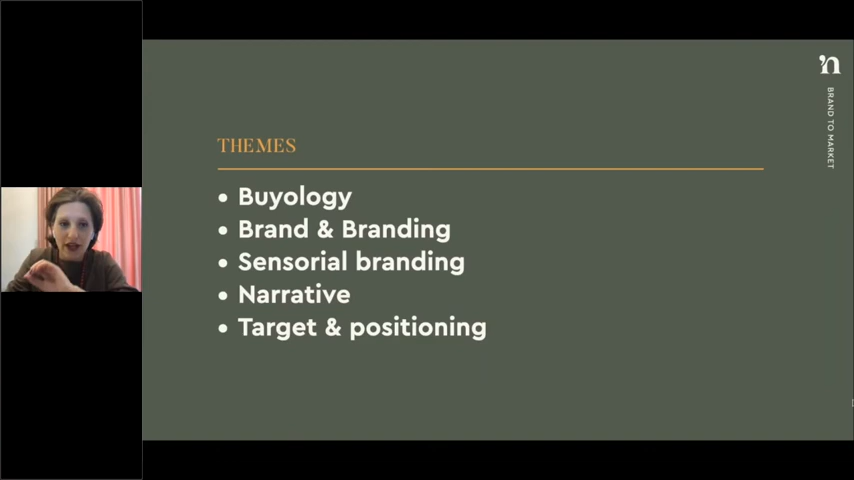 THEMES
• Buyology
• Brand & Branding
• Sensorial branding
• Narrative
• Target & positioning
'n
BRAND TO MARKET